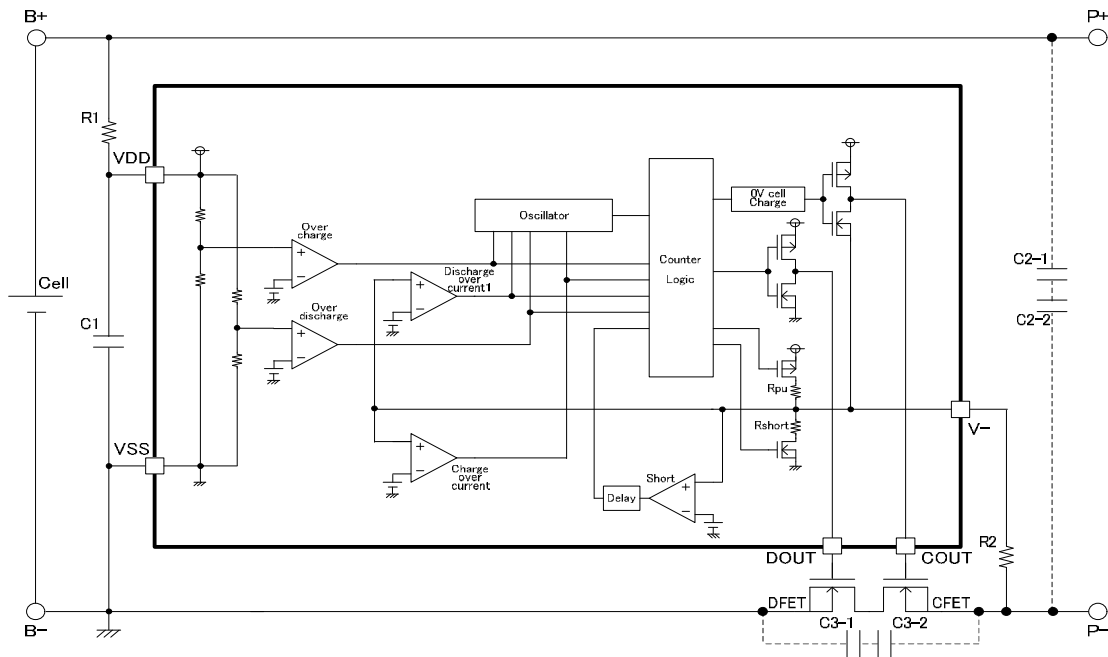 B+
P+
R1
VDD
Oscillator
0V cell
Charge
Over
charge
Discharge
over
current1
Counter
Logic
C2-1
Cell
C2-2
C1
Over
discharge
Rpu
Rshort
V-
VSS
Charge
over
current
Short
Delay
R2
DOUT
COUT
DFET
CFET
C3-1
C3-2
B-
P-